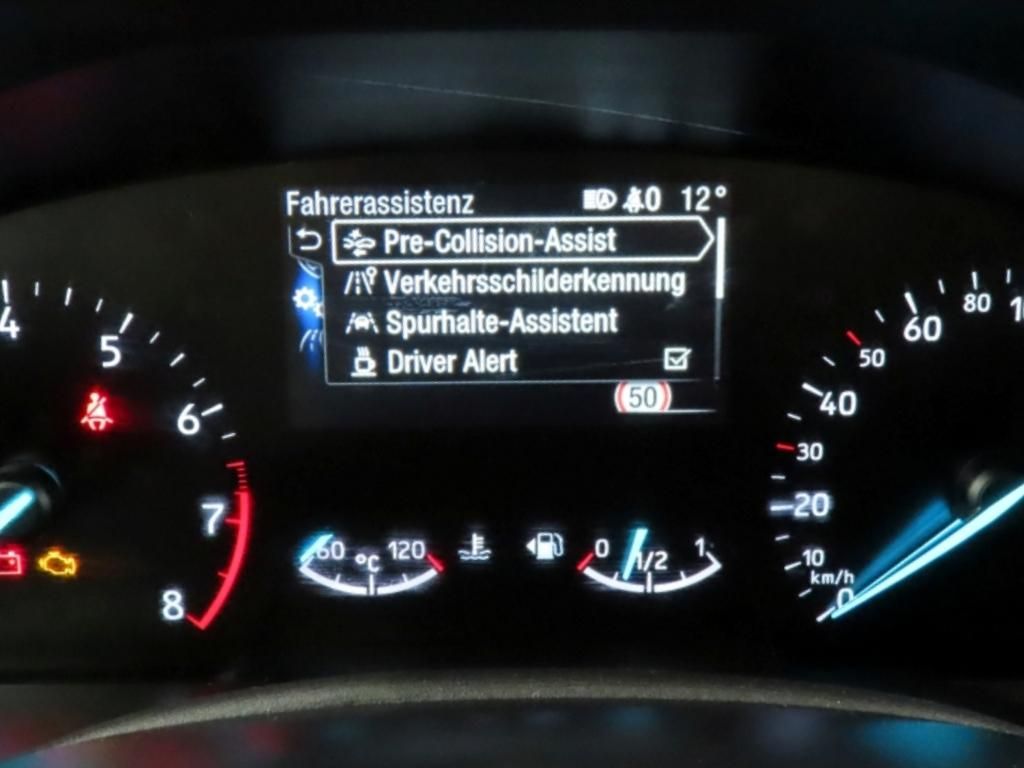 Fahrerassistenz 0 12°
Pre-Collision-Assist
Verkehrsschilderkennung
Spurhalte-Assistent
Driver Alert
50
4
5
6
7
8
60 °C 120
0 1/2 1
0
10
20
30
40
50
60
80
km/h